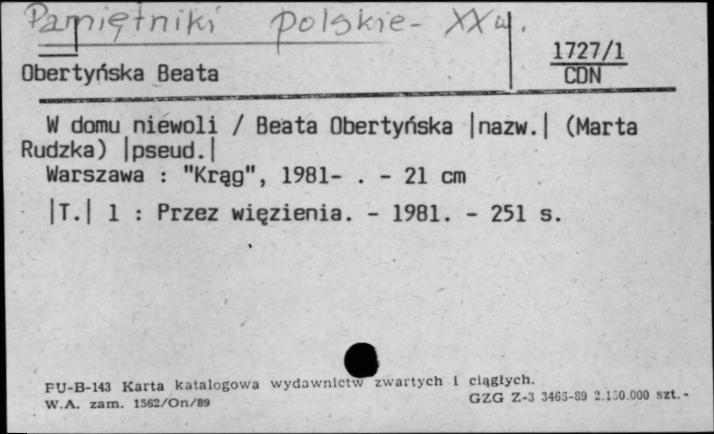 Pamiętniki polskie - XX w.
1727/1
CDN
Obertyńska Beata
W domu niewoli / Beata Obertyńska |nazw.| (Marta
Rudzka) |pseud.|
Warszawa : "Krąg", 1981- . - 21 cm
|T.| 1 : Przez więzienia. - 1981. - 251 s.
PU-B-143 Karta katalogowa wydawnictw zwartych i ciągłych.
W.A. zam. 1562/On/89
GZG Z-3 3466-89 2.150.000 szt.-